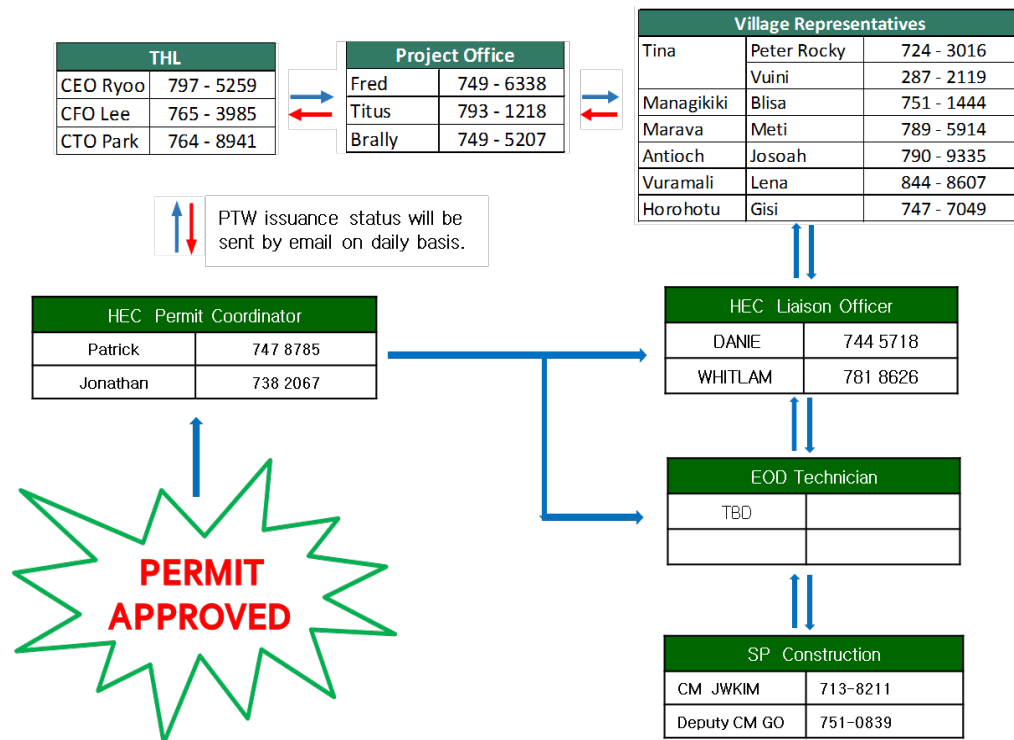 THL
CEO Ryoo 797 - 5259
CFO Lee 765 - 3985
CTO Park 764 - 8941
Project Office
Fred 749 - 6338
Titus 793 - 1218
Brally 749 - 5207
Village Representatives
Tina Peter Rocky 724 - 3016
Vuini 287 - 2119
Managikiki Blisa 751 - 1444
Marava Meti 789 - 5914
Antioch Josoah 790 - 9335
Vuramali Lena 844 - 8607
Horohotu Gisi 747 - 7049
PTW issuance status will be
sent by email on daily basis.
HEC Permit Coordinator
Patrick 747 8785
Jonathan 738 2067
HEC Liaison Officer
DANIE 744 5718
WHITLAM 781 8626
EOD Technician
TBD
PERMIT
APPROVED
SP Construction
CM JWKIM 713-8211
Deputy CM GO 751-0839